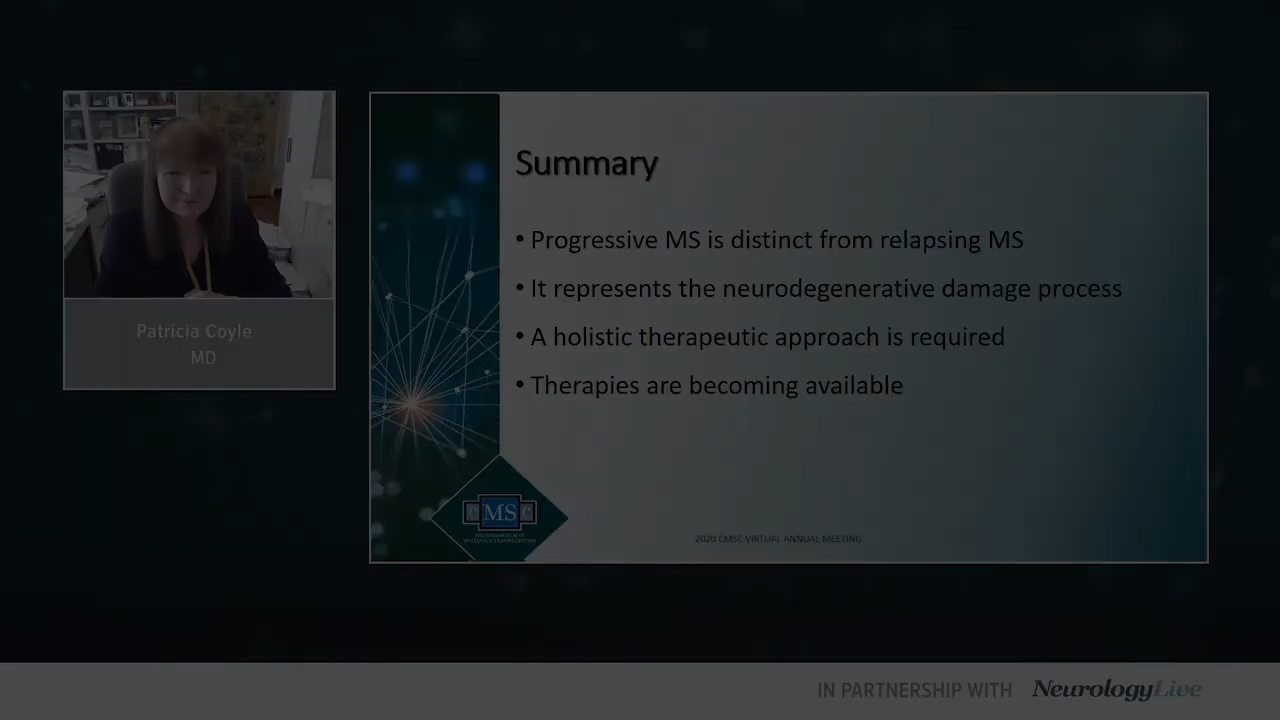 Summary
• Progressive MS is distinct from relapsing MS
• It represents the neurodegenerative damage process
• A holistic therapeutic approach is required
• Therapies are becoming available
Patricia Coyle
MD
C MS C
2020 CMSC VIRTUAL ANNUAL MEETING
IN PARTNERSHIP WITH NeurologyLive